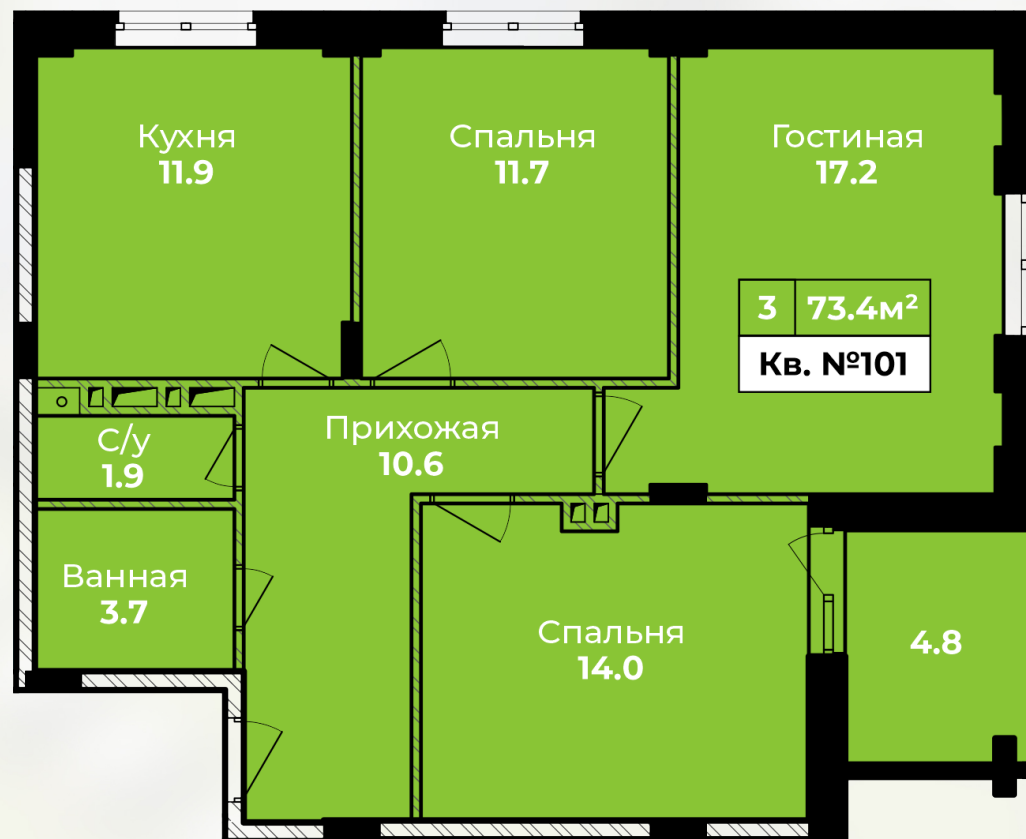 Кухня
11.9
Спальня
11.7
Гостиная
17.2
3 73.4м²
Кв. №101
Прихожая
10.6
С/у
1.9
Ванная
3.7
Спальня
14.0
4.8